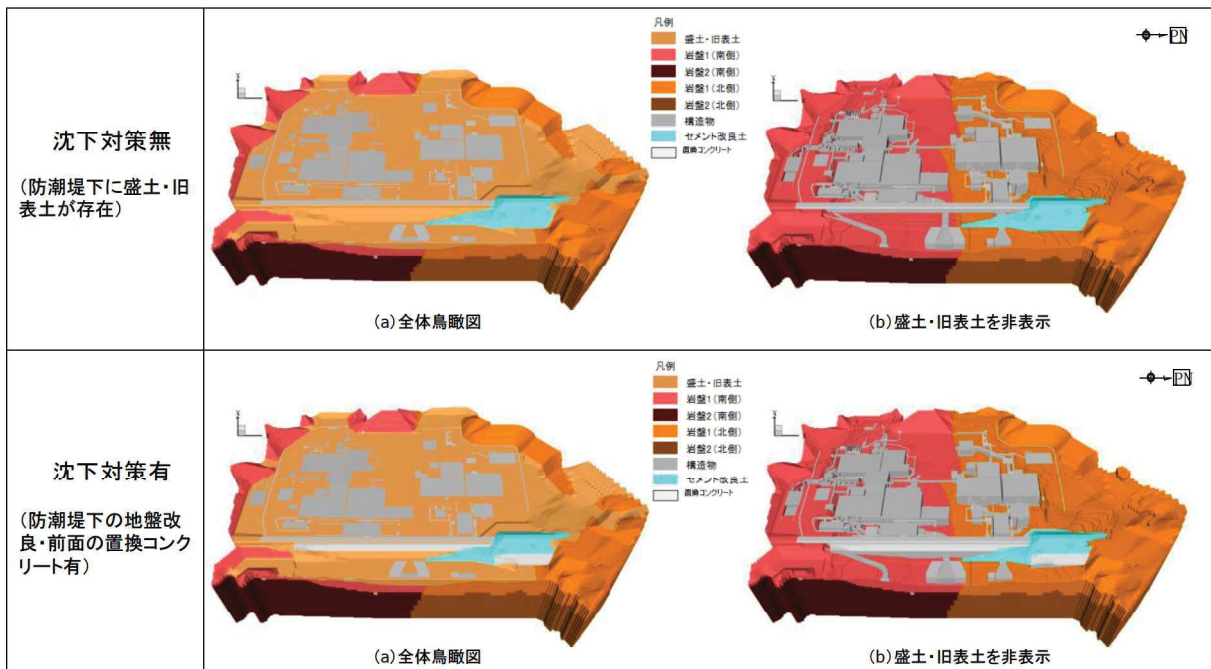 沈下対策無
(防潮堤下に盛土・旧
表土が存在)
凡例
盛土・旧表土
岩盤1(南側)
岩盤2(南側)
岩盤1(北側)
岩盤2(北側)
構造物
セメント改良土
置換コンクリート
PN
(a)全体鳥瞰図
(b)盛土・旧表土を非表示
沈下対策有
(防潮堤下の地盤改
良・前面の置換コンク
リート有)
凡例
盛土・旧表土
岩盤1(南側)
岩盤2(南側)
岩盤1(北側)
岩盤2(北側)
構造物
セメント改良土
置換コンクリート
PN
(a)全体鳥瞰図
(b)盛土・旧表土を非表示